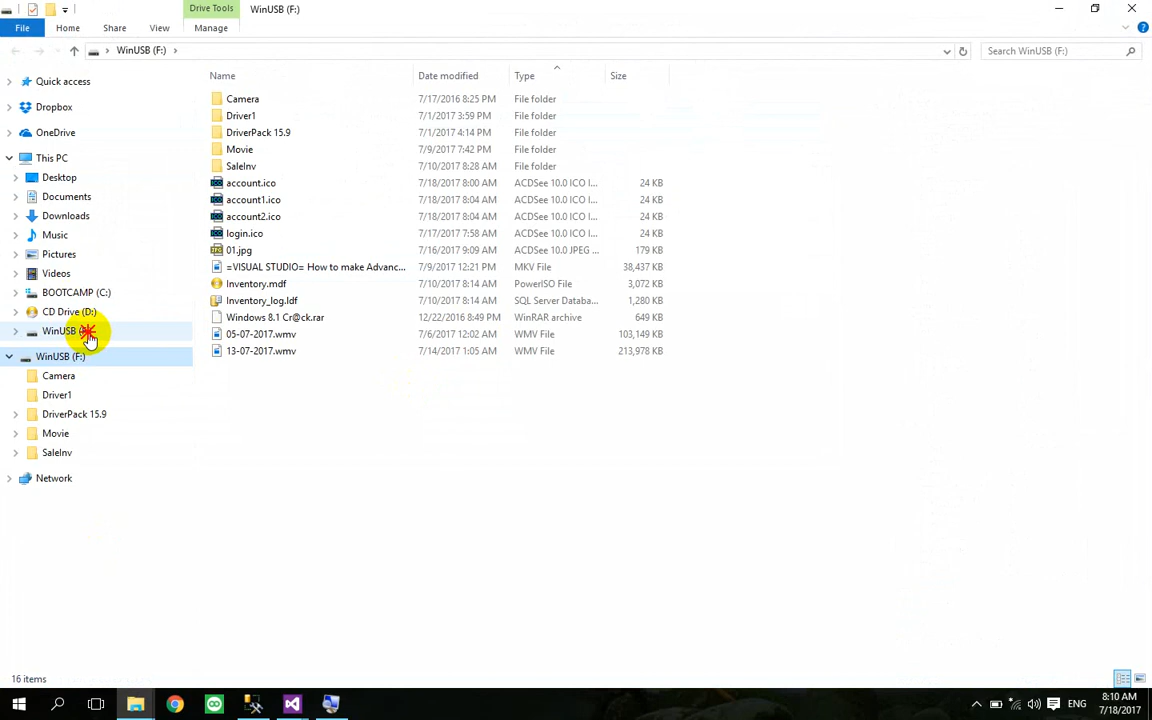 Drive Tools
WinUSB (F:)
File
Home
Share
View
Manage
WinUSB (F:)
Search WinUSB (F:)
Name
Date modified
Type
Size
Quick access
Dropbox
OneDrive
This PC
Desktop
Documents
Downloads
Music
Pictures
Videos
BOOTCAMP (C:)
CD Drive (D:)
WinUSB
WinUSB (F:)
Camera
Driver1
DriverPack 15.9
Movie
SaleInv
Network
Camera 7/17/2016 8:25 PM File folder
Driver1 7/1/2017 3:59 PM File folder
DriverPack 15.9 7/1/2017 4:14 PM File folder
Movie 7/9/2017 7:42 PM File folder
SaleInv 7/10/2017 8:28 AM File folder
account.ico 7/18/2017 8:00 AM ACDSee 10.0 ICO I... 24 KB
account1.ico 7/18/2017 8:04 AM ACDSee 10.0 ICO I... 24 KB
account2.ico 7/18/2017 8:04 AM ACDSee 10.0 ICO I... 24 KB
login.ico 7/17/2017 7:58 AM ACDSee 10.0 ICO I... 24 KB
01.jpg 7/16/2017 9:09 AM ACDSee 10.0 JPEG ... 179 KB
=VISUAL STUDIO= How to make Advanc... 7/9/2017 12:21 PM MKV File 38,437 KB
Inventory.mdf 7/10/2017 8:14 AM PowerISO File 3,072 KB
Inventory_log.ldf 7/10/2017 8:14 AM SQL Server Databa... 1,280 KB
Windows 8.1 Cr@ck.rar 12/22/2016 8:49 PM WinRAR archive 649 KB
05-07-2017.wmv 7/6/2017 12:02 AM WMV File 103,149 KB
13-07-2017.wmv 7/14/2017 1:05 AM WMV File 213,978 KB
16 items
ENG
8:10 AM
7/18/2017